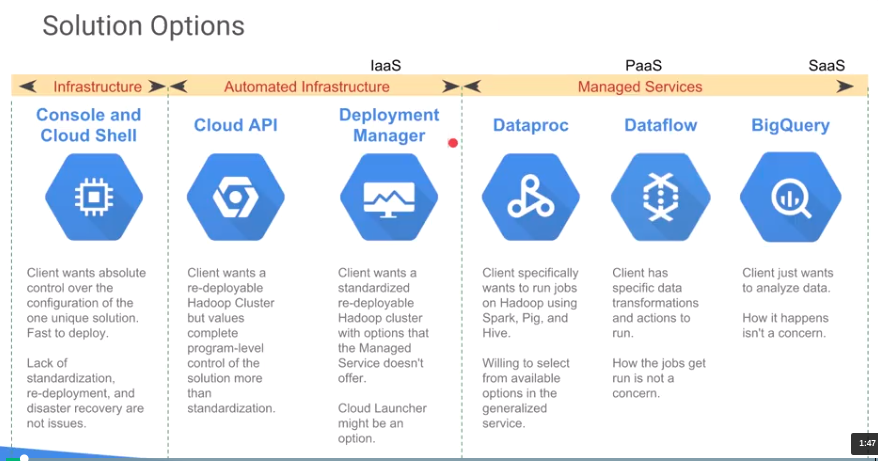 Solution Options
IaaS
PaaS
SaaS
Infrastructure
Automated Infrastructure
Managed Services
Console and
Cloud Shell
Client wants absolute
control over the
configuration of the
one unique solution.
Fast to deploy.
Lack of
standardization,
re-deployment, and
disaster recovery are
not issues.
Cloud API
Client wants a
re-deployable
Hadoop Cluster
but values
complete
program-level
control of the
solution more
than
standardization.
Deployment
Manager
Client wants a
standardized
re-deployable
Hadoop cluster
with options that
the Managed
Service doesn't
offer.
Cloud Launcher
might be an
option.
Dataproc
Client specifically
wants to run jobs
on Hadoop using
Spark, Pig, and
Hive.
Willing to select
from available
options in the
generalized
service.
Dataflow
Client has
specific data
transformations
and actions to
run.
How the jobs get
run is not a
concern.
BigQuery
Client just wants
to analyze data.
How it happens
isn't a concern.
1:47